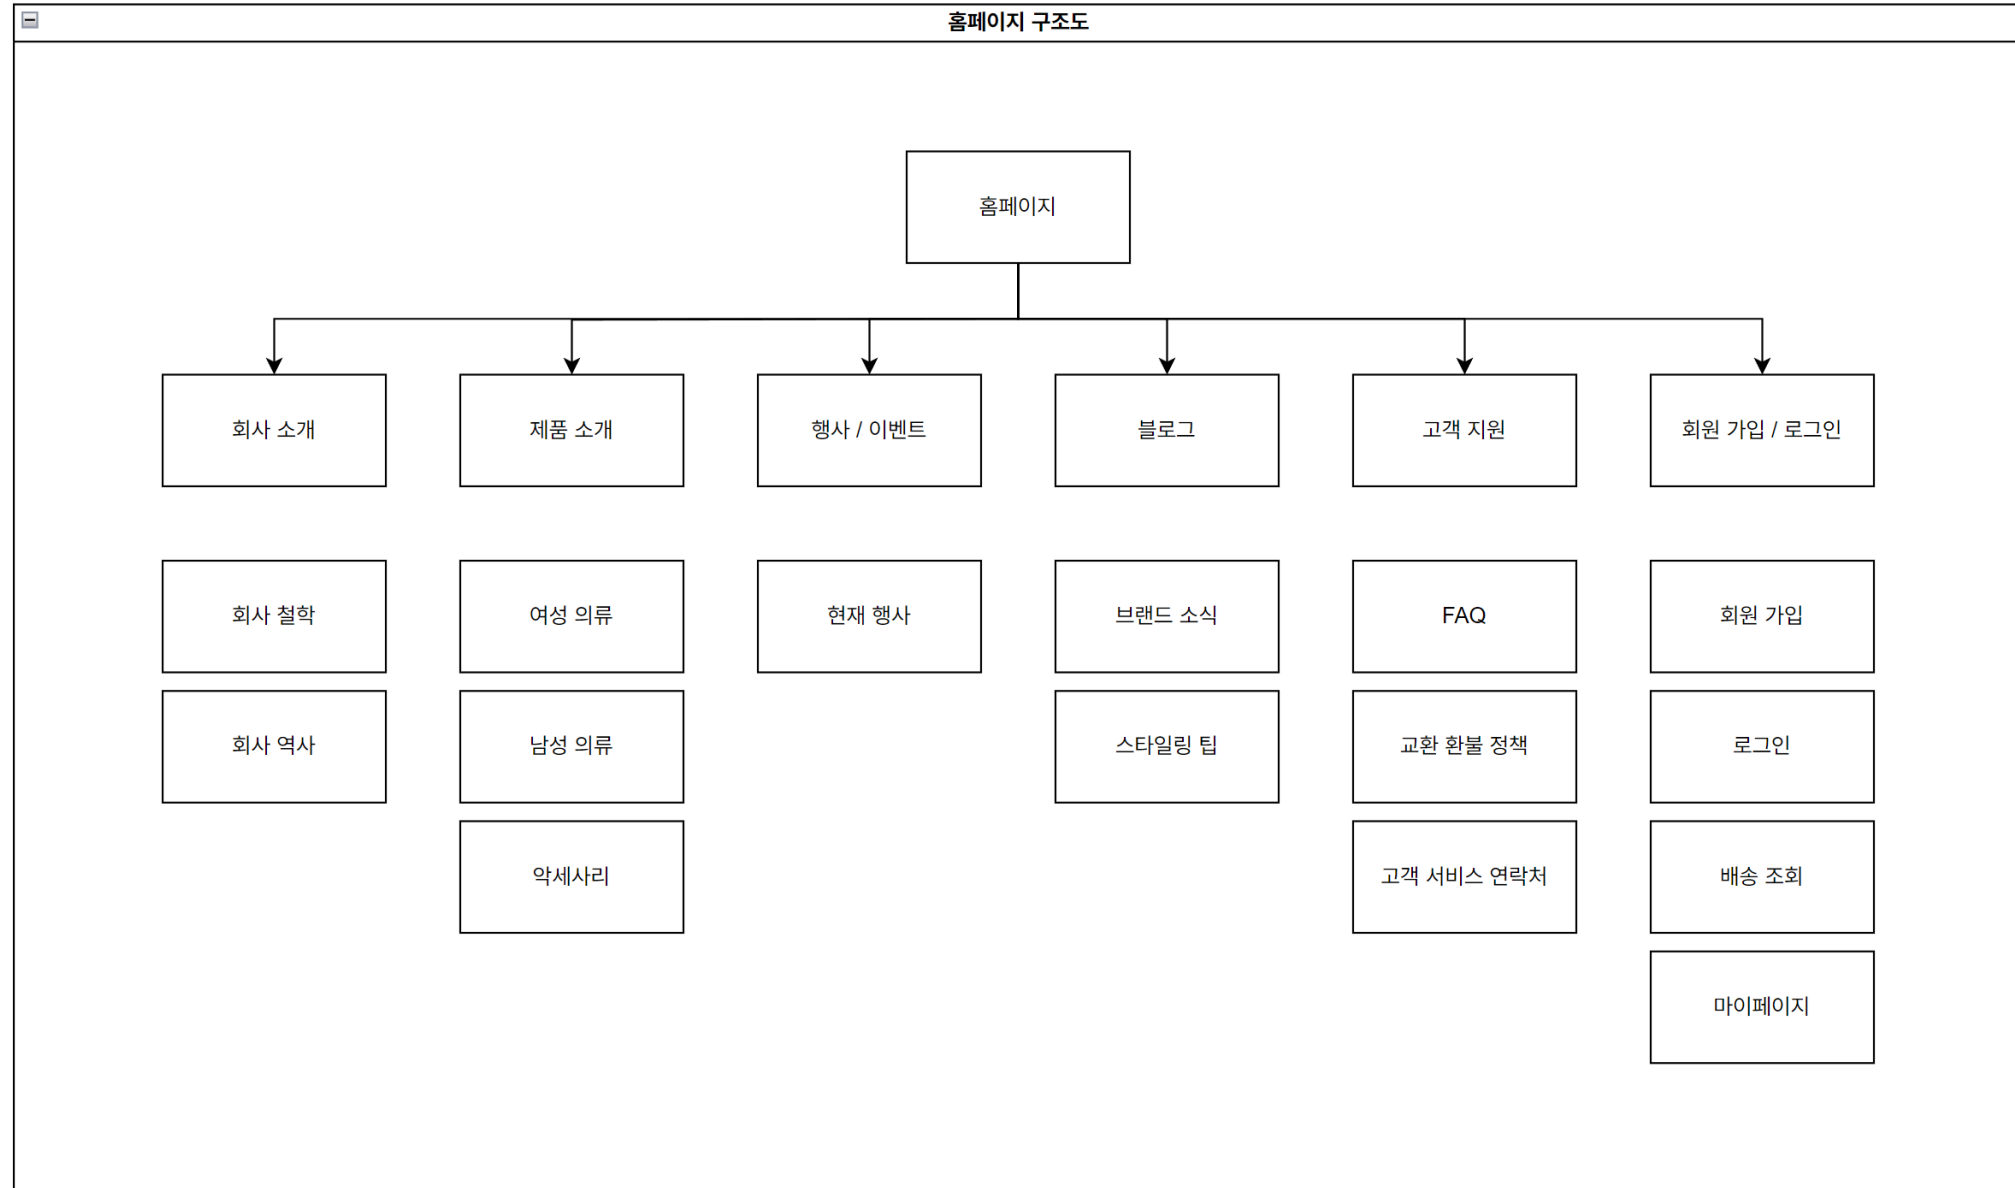 홈페이지 구조도
홈페이지
회사 소개
제품 소개
행사 / 이벤트
블로그
고객 지원
회원 가입 / 로그인
회사 철학
여성 의류
현재 행사
브랜드 소식
FAQ
회원 가입
회사 역사
남성 의류
스타일링 팁
교환 환불 정책
로그인
악세사리
고객 서비스 연락처
배송 조회
마이페이지